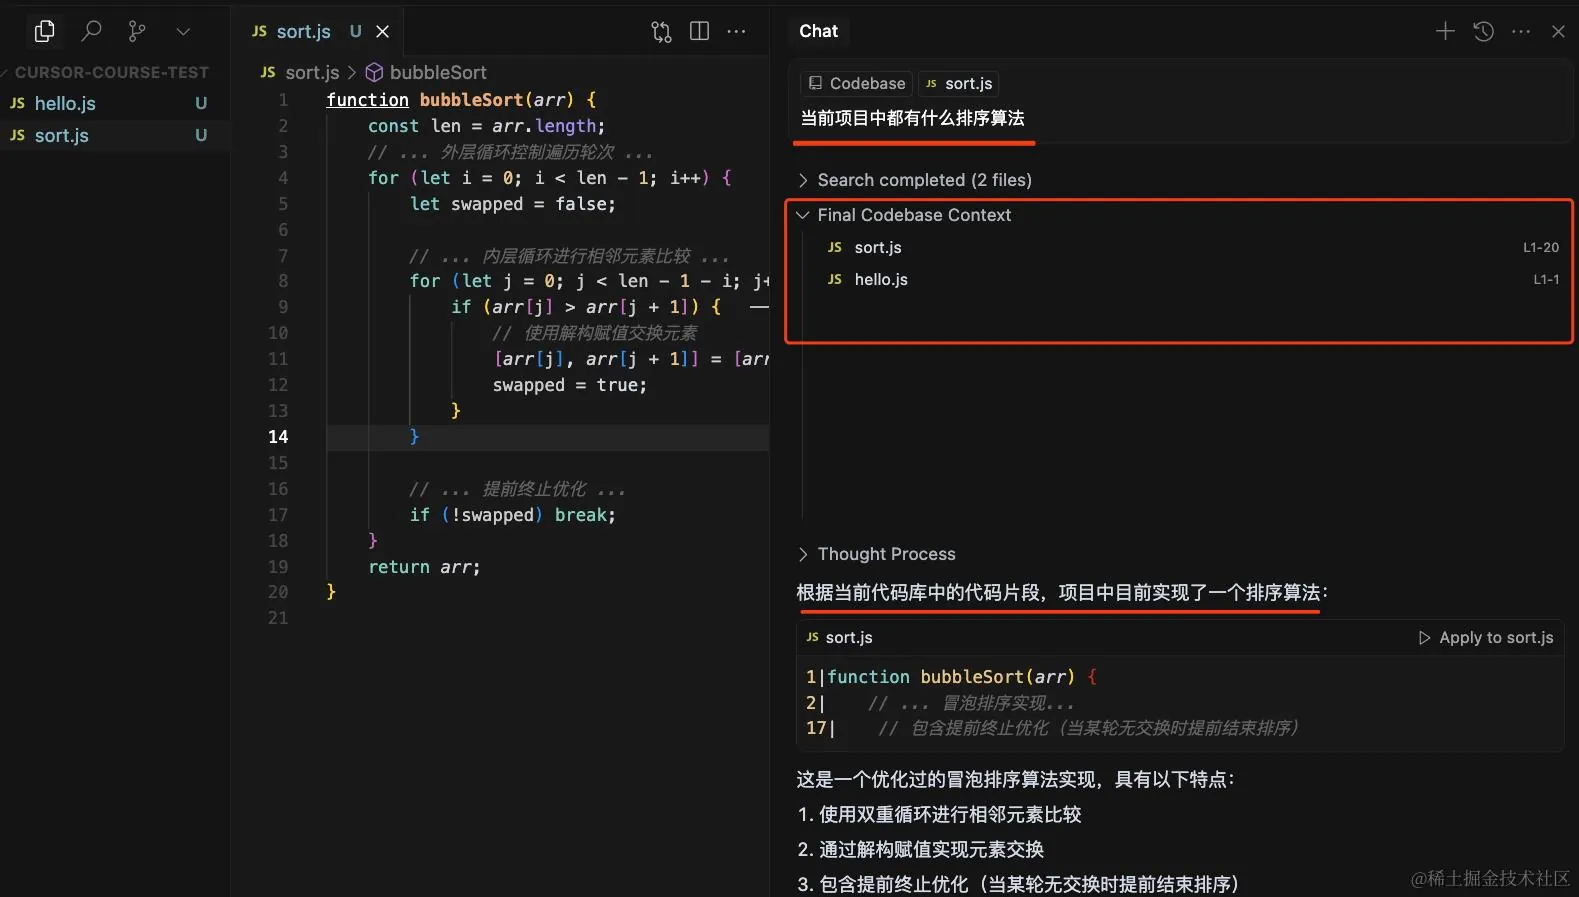 JS sort.js U
Chat
CURSOR-COURSE-TEST
JS hello.js U
JS sort.js U
JS sort.js > bubbleSort
1 function bubbleSort(arr) {
2 const len = arr.length;
3 // ... 外层循环控制遍历轮次 ...
4 for (let i = 0; i < len - 1; i++) {
5 let swapped = false;
6
7 // ... 内层循环进行相邻元素比较 ...
8 for (let j = 0; j < len - 1 - i; j+
9 if (arr[j] > arr[j + 1]) {
10 // 使用解构赋值交换元素
11 [arr[j], arr[j + 1]] = [arr
12 swapped = true;
13 }
14 }
15
16 // ... 提前终止优化 ...
17 if (!swapped) break;
18 }
19 return arr;
20 }
21
Codebase JS sort.js
当前项目中都有什么排序算法
Search completed (2 files)
Final Codebase Context
JS sort.js L1-20
JS hello.js L1-1
Thought Process
根据当前代码库中的代码片段，项目中目前实现了一个排序算法：
JS sort.js Apply to sort.js
1|function bubbleSort(arr) {
2| // ... 冒泡排序实现...
17| // 包含提前终止优化（当某轮无交换时提前结束排序）
这是一个优化过的冒泡排序算法实现，具有以下特点：
1. 使用双重循环进行相邻元素比较
2. 通过解构赋值实现元素交换
3. 包含提前终止优化（当某轮无交换时提前结束排序）
@稀土掘金技术社区